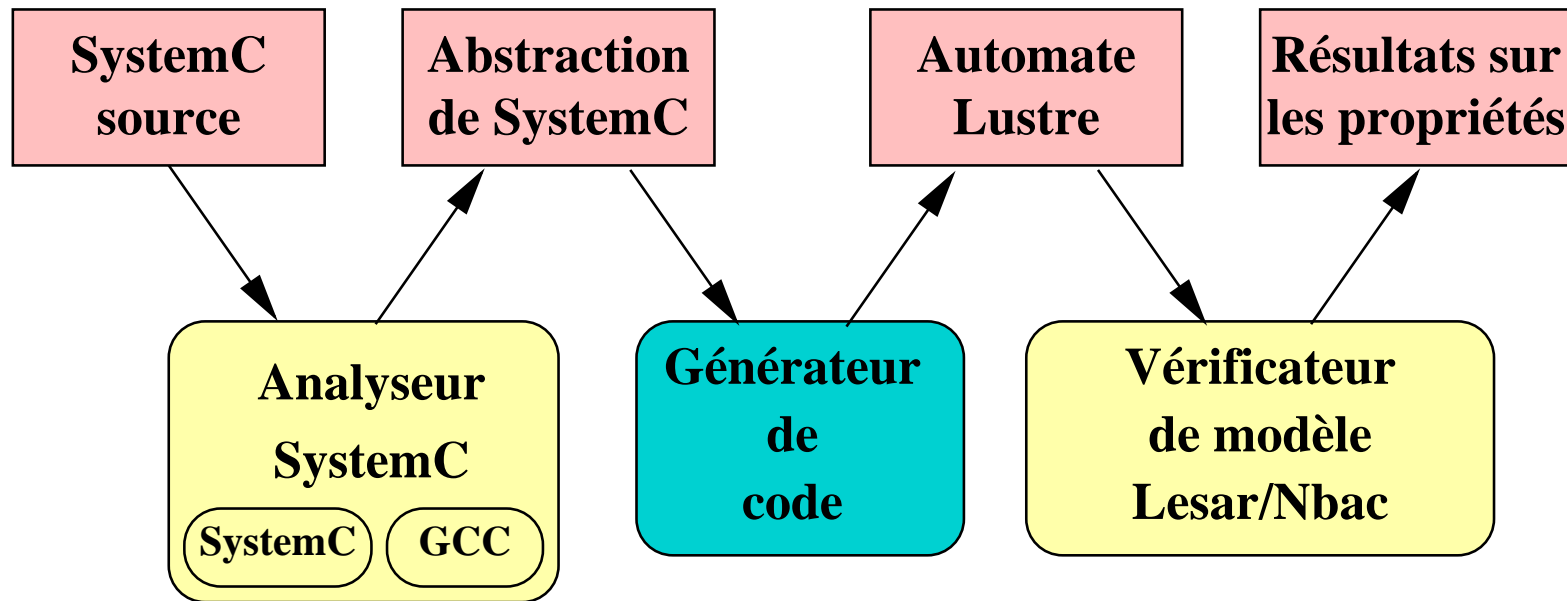 SystemC
source
Abstraction
de SystemC
Automate
Lustre
Résultats sur
les propriétés
Analyseur
SystemC
SystemC
GCC
Générateur
de
code
Vérificateur
de modèle
Lesar/Nbac